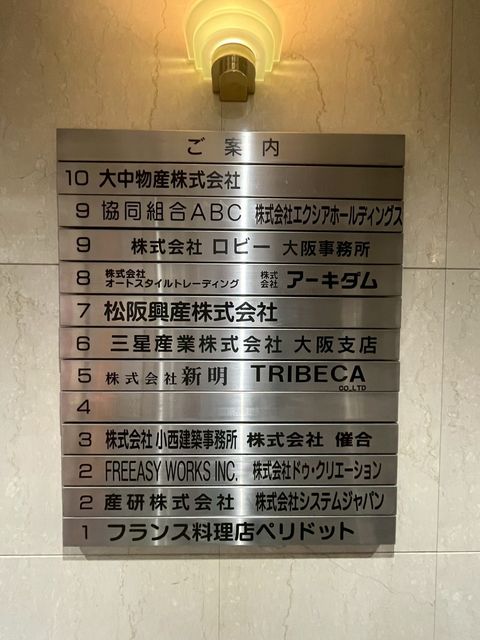 ご案内
10 大中物産株式会社
9 協同組合ABC 株式会社エクシアホールディングス
9 株式会社 ロビー 大阪事務所
8 株式会社オートスタイルトレーディング 株式会社 アーキダム
7 松阪興産株式会社
6 三星産業株式会社 大阪支店
5 株式会社新明 TRIBECA CO.,LTD
4
3 株式会社 小西建築事務所 株式会社 催合
2 FREEASY WORKS INC. 株式会社ドゥ・クリエーション
2 産研株式会社 株式会社システムジャパン
1 フランス料理店ペリドット